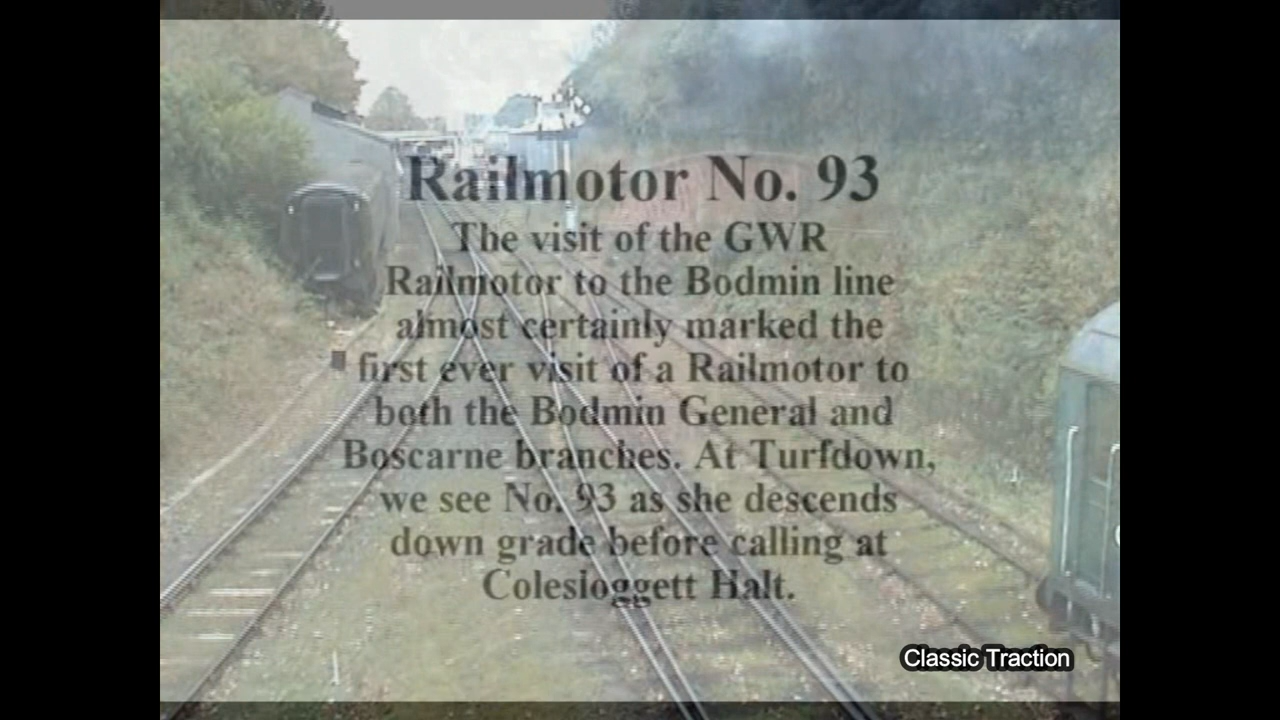 Railmotor No. 93
The visit of the GWR
Railmotor to the Bodmin line
almost certainly marked the
first ever visit of a Railmotor to
both the Bodmin General and
Boscarne branches. At Turfdown,
we see No. 93 as she descends
down grade before calling at
Colesloggett Halt.
Classic Traction